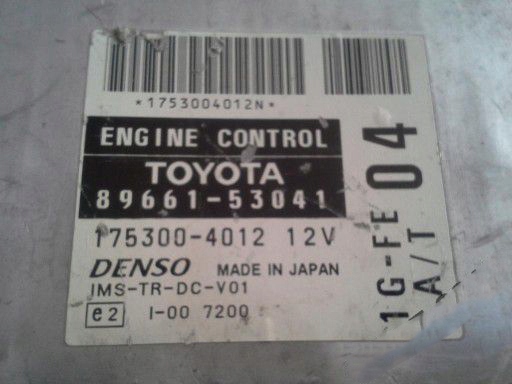 *1753004012N*
ENGINE CONTROL
TOYOTA
89661-53041
175300-4012 12V
DENSO MADE IN JAPAN
IMS-TR-DC-V01
e2 I-00 7200
1G-FE 04
A/T